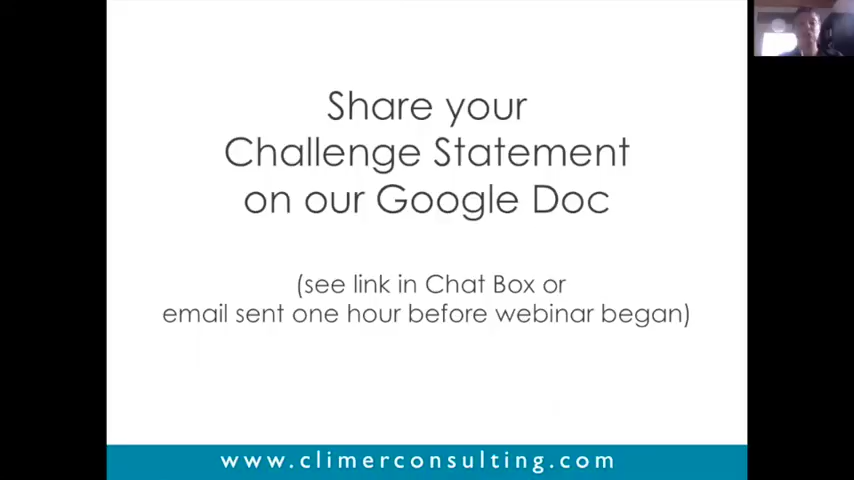 Share your
Challenge Statement
on our Google Doc
(see link in Chat Box or
email sent one hour before webinar began)
www.climerconsulting.com